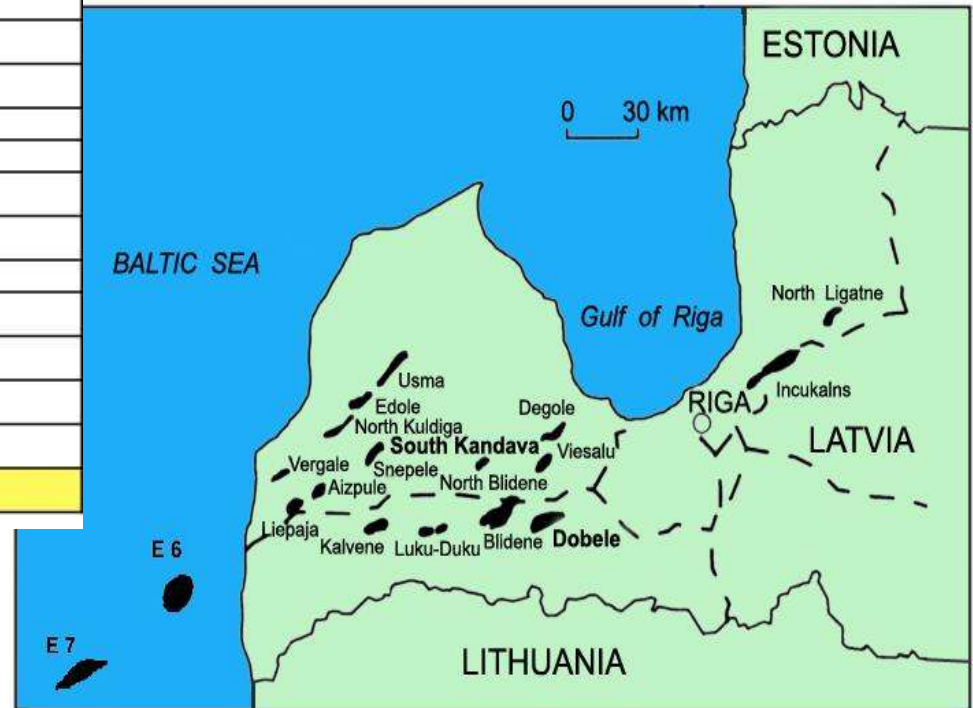 ESTONIA
0 30 km
BALTIC SEA
Gulf of Riga
North Ligatne
Usma
Incukalns
Edole
Degole
RIGA
North Kuldiga
South Kandava
LATVIA
Viesalu
Vergale
Snepele
Aizpule
North Blidene
Liepaja
Kalvene
Luku-Duku
Blidene
Dobele
E 6
E 7
LITHUANIA